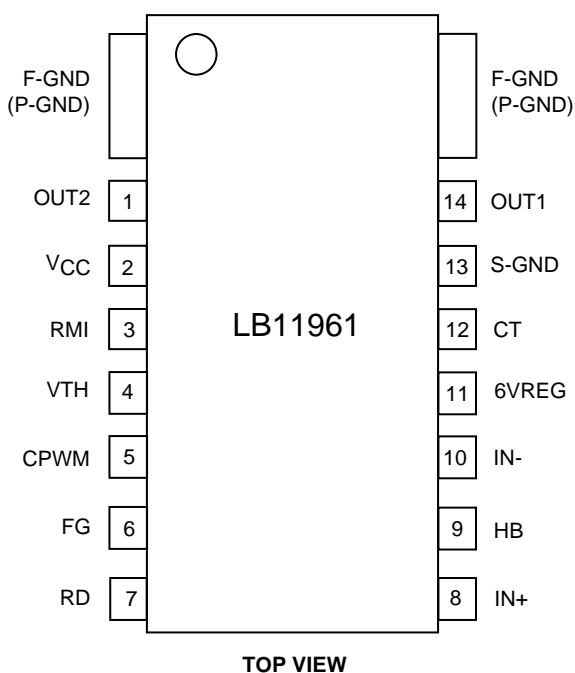 F-GND
(P-GND)
F-GND
(P-GND)
OUT2 1
14 OUT1
VCC 2
13 S-GND
RMI 3
LB11961
12 CT
VTH 4
11 6VREG
CPWM 5
10 IN-
FG 6
9 HB
RD 7
8 IN+
TOP VIEW